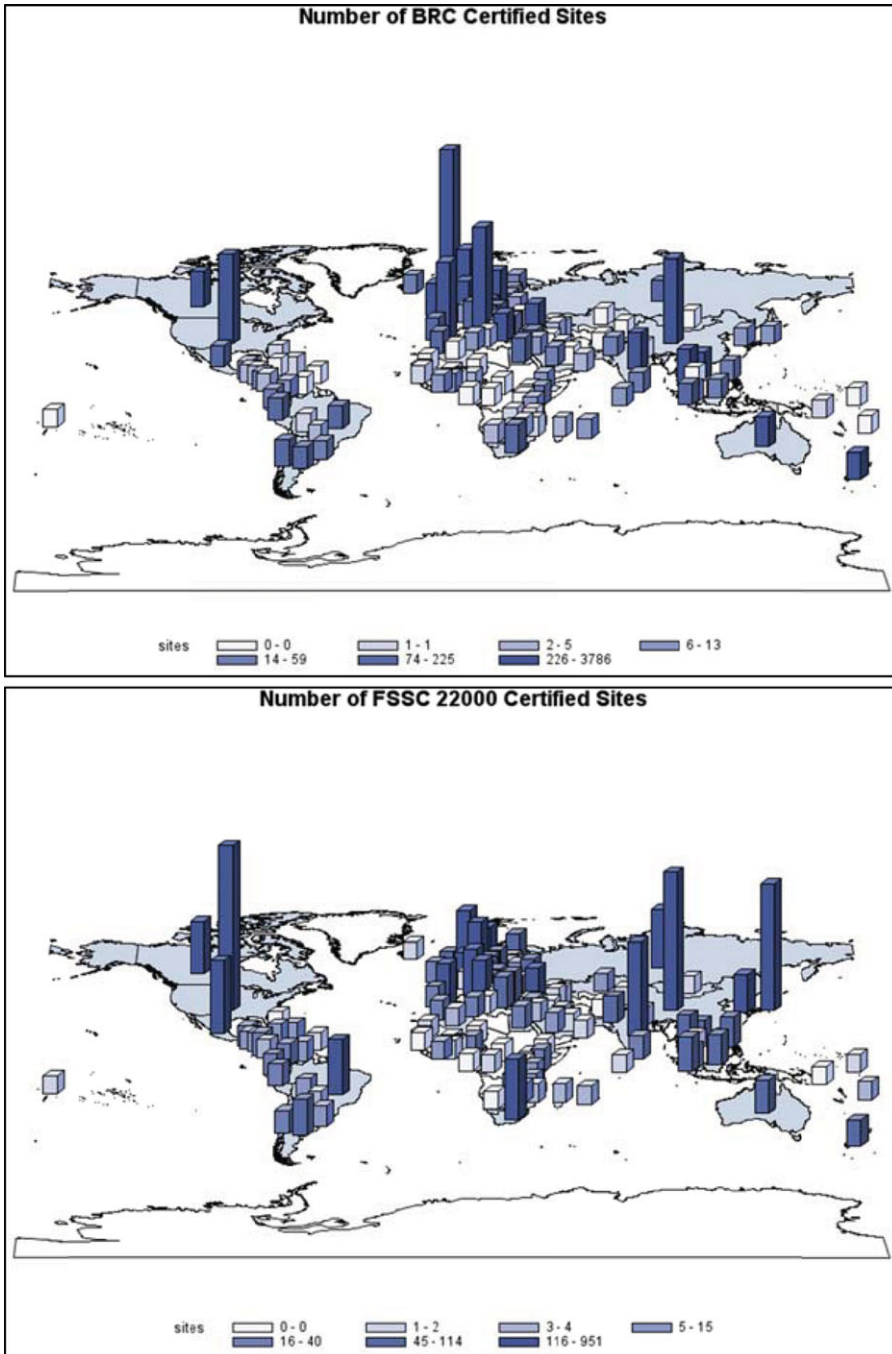 Number of BRC Certified Sites
sites 0 - 0 1 - 1 2 - 5 6 - 13
14 - 59 74 - 225 226 - 3786
Number of FSSC 22000 Certified Sites
sites 0 - 0 1 - 2 3 - 4 5 - 15
16 - 40 45 - 114 116 - 951